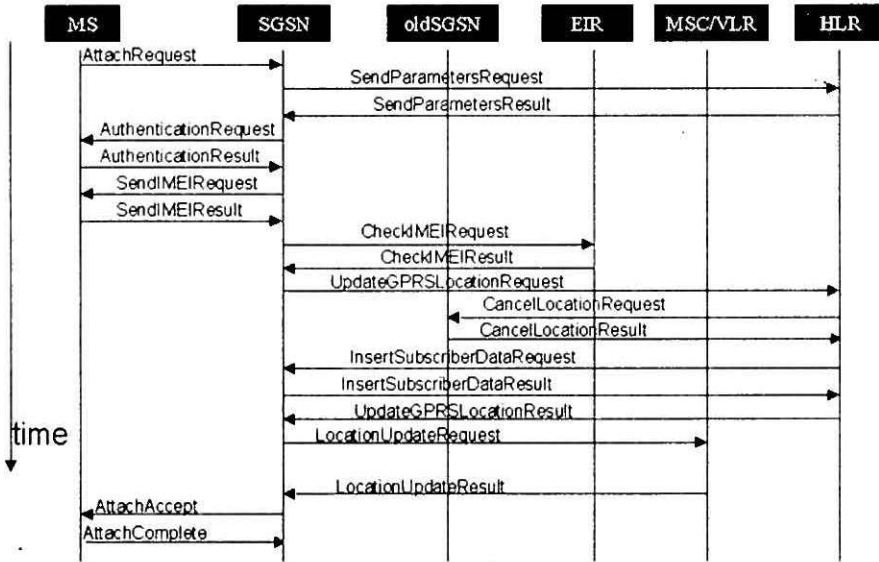 MS SGSN oldSGSN EIR MSC/VLR HLR
AttachRequest
SendParametersRequest
SendParametersResult
AuthenticationRequest
AuthenticationResult
SendIMEIRequest
SendIMEIResult
CheckIMEIRequest
CheckIMEIResult
UpdateGPRSLocationRequest
CancelLocationRequest
CancelLocationResult
InsertSubscriberDataRequest
InsertSubscriberDataResult
UpdateGPRSLocationResult
time
LocationUpdateRequest
LocationUpdateResult
AttachAccept
AttachComplete